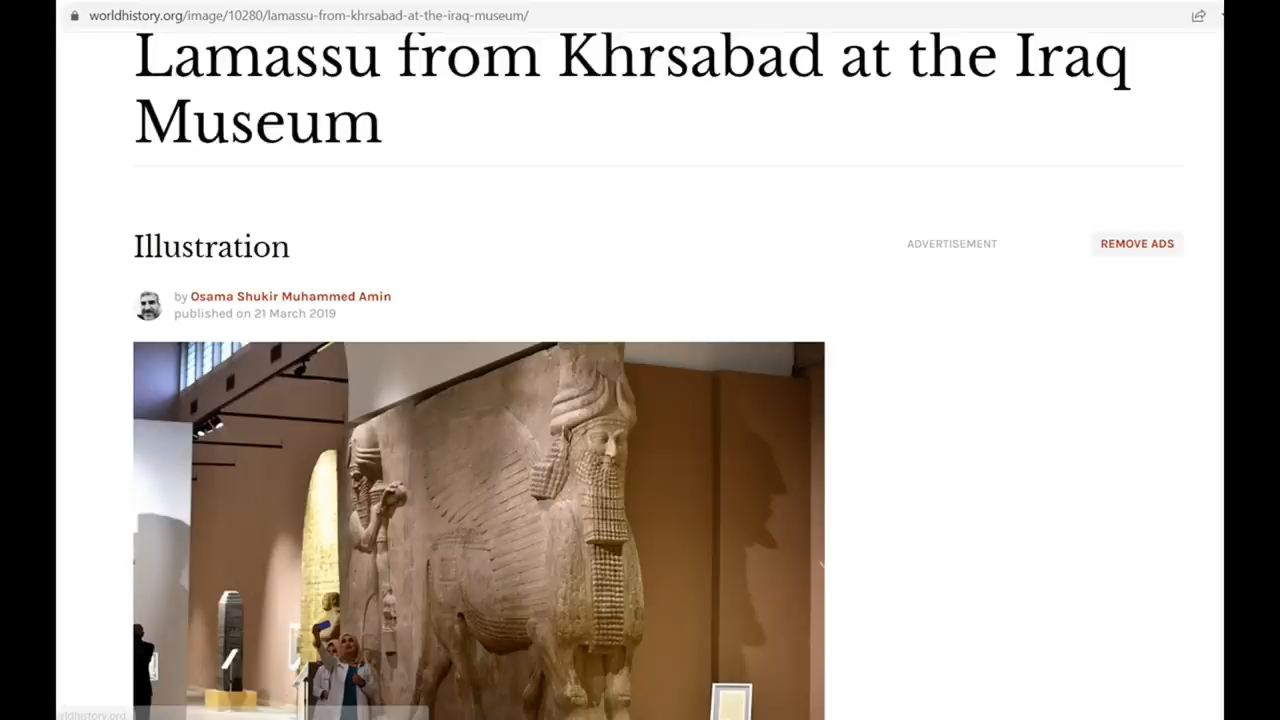 worldhistory.org/image/10280/lamassu-from-khrsabad-at-the-iraq-museum/
Lamassu from Khrsabad at the Iraq
Museum
Illustration
ADVERTISEMENT
REMOVE ADS
by Osama Shukir Muhammed Amin
published on 21 March 2019